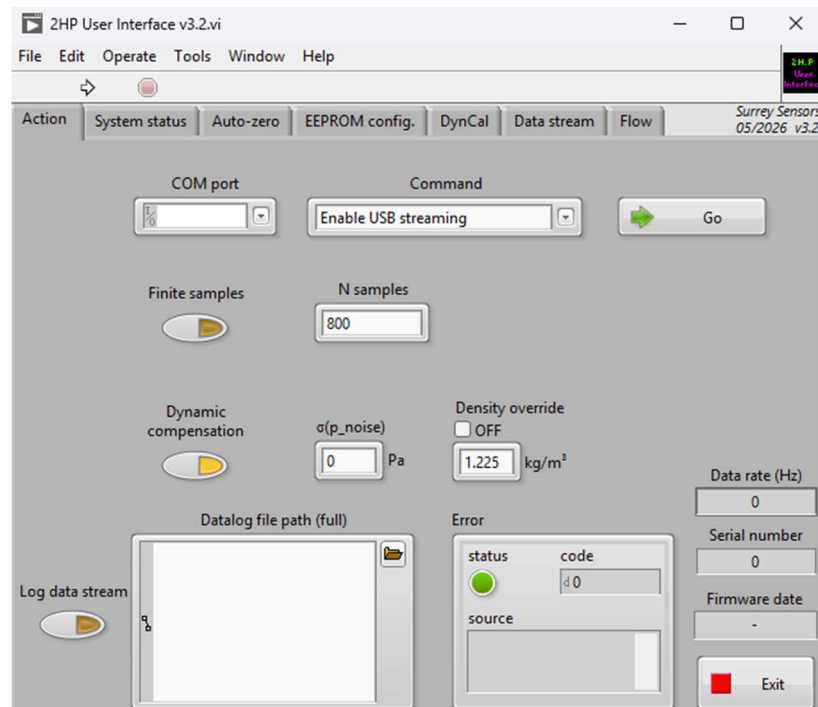 2HP User Interface v3.2.vi
File Edit Operate Tools Window Help
2H.P
User
Interfac
Action System status Auto-zero EEPROM config. DynCal Data stream Flow
Surrey Sensors
05/2026 v3.2
COM port Command
I/O Enable USB streaming Go
Finite samples N samples
800
Dynamic
compensation
σ(p_noise)
0 Pa
Density override
OFF
1.225 kg/m³
Data rate (Hz)
0
Datalog file path (full) Error
status code
d 0
source
Serial number
0
Log data stream
Firmware date
-
Exit